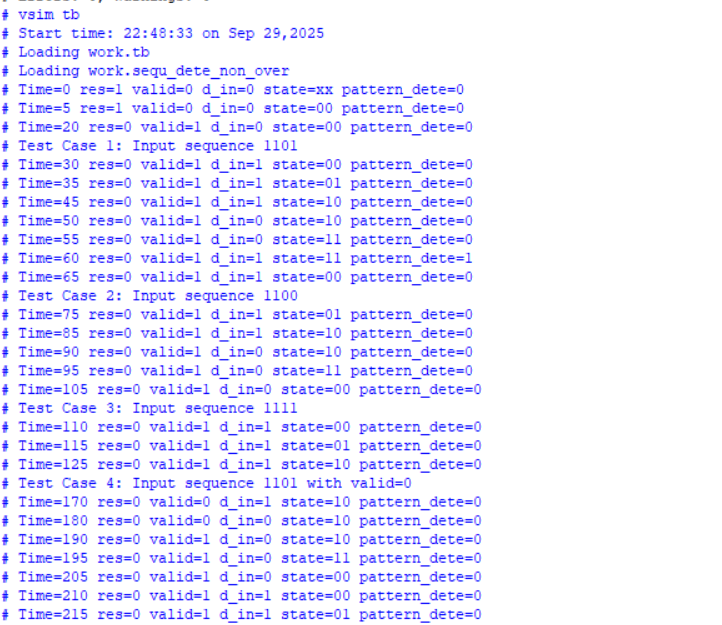 # vsim tb
# Start time: 22:48:33 on Sep 29,2025
# Loading work.tb
# Loading work.sequ_dete_non_over
# Time=0 res=1 valid=0 d_in=0 state=xx pattern_dete=0
# Time=5 res=1 valid=0 d_in=0 state=00 pattern_dete=0
# Time=20 res=0 valid=1 d_in=0 state=00 pattern_dete=0
# Test Case 1: Input sequence 1101
# Time=30 res=0 valid=1 d_in=1 state=00 pattern_dete=0
# Time=35 res=0 valid=1 d_in=1 state=01 pattern_dete=0
# Time=45 res=0 valid=1 d_in=1 state=10 pattern_dete=0
# Time=50 res=0 valid=1 d_in=0 state=10 pattern_dete=0
# Time=55 res=0 valid=1 d_in=0 state=11 pattern_dete=0
# Time=60 res=0 valid=1 d_in=1 state=11 pattern_dete=1
# Time=65 res=0 valid=1 d_in=1 state=00 pattern_dete=0
# Test Case 2: Input sequence 1100
# Time=75 res=0 valid=1 d_in=1 state=01 pattern_dete=0
# Time=85 res=0 valid=1 d_in=1 state=10 pattern_dete=0
# Time=90 res=0 valid=1 d_in=0 state=10 pattern_dete=0
# Time=95 res=0 valid=1 d_in=0 state=11 pattern_dete=0
# Time=105 res=0 valid=1 d_in=0 state=00 pattern_dete=0
# Test Case 3: Input sequence 1111
# Time=110 res=0 valid=1 d_in=1 state=00 pattern_dete=0
# Time=115 res=0 valid=1 d_in=1 state=01 pattern_dete=0
# Time=125 res=0 valid=1 d_in=1 state=10 pattern_dete=0
# Test Case 4: Input sequence 1101 with valid=0
# Time=170 res=0 valid=0 d_in=1 state=10 pattern_dete=0
# Time=180 res=0 valid=0 d_in=0 state=10 pattern_dete=0
# Time=190 res=0 valid=1 d_in=0 state=10 pattern_dete=0
# Time=195 res=0 valid=1 d_in=0 state=11 pattern_dete=0
# Time=205 res=0 valid=1 d_in=0 state=00 pattern_dete=0
# Time=210 res=0 valid=1 d_in=1 state=00 pattern_dete=0
# Time=215 res=0 valid=1 d_in=1 state=01 pattern_dete=0